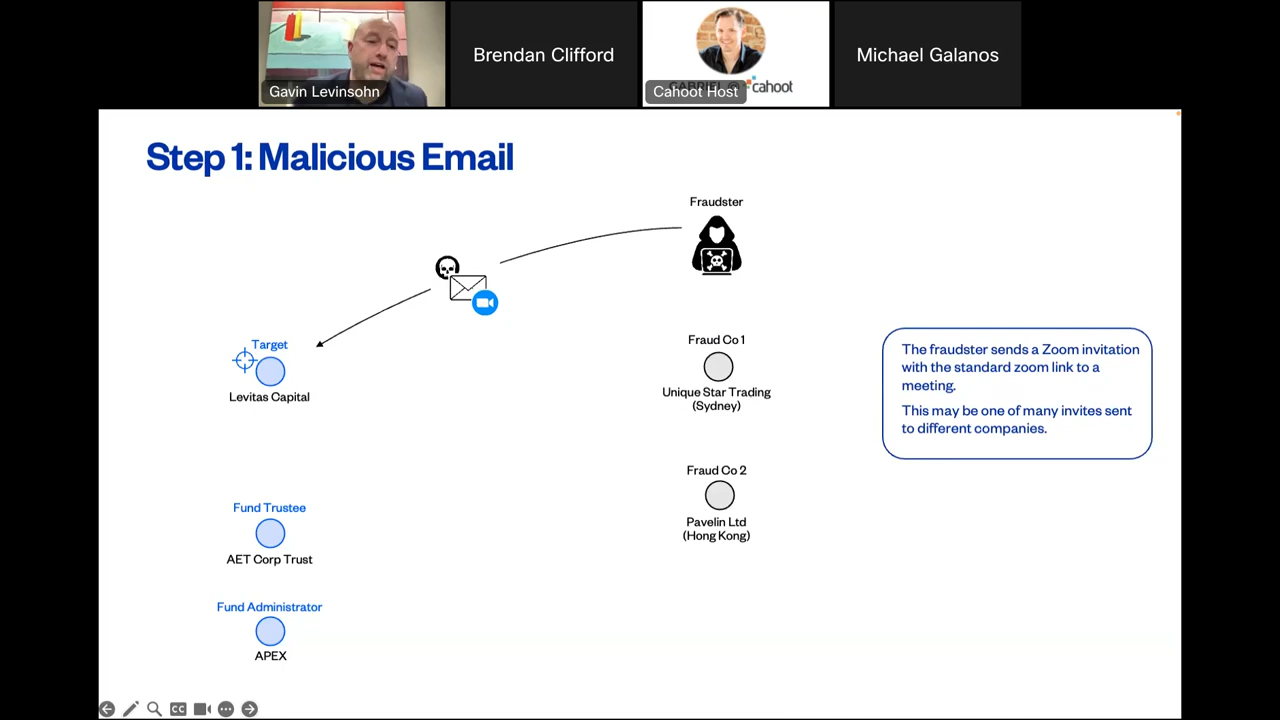 Gavin Levinsohn
Brendan Clifford
Cahoot Host
cahoot
Michael Galanos
Step 1: Malicious Email
Fraudster
Target
Levitas Capital
Fraud Co 1
Unique Star Trading
(Sydney)
The fraudster sends a Zoom invitation
with the standard zoom link to a
meeting.
This may be one of many invites sent
to different companies.
Fraud Co 2
Pavelin Ltd
(Hong Kong)
Fund Trustee
AET Corp Trust
Fund Administrator
APEX
CC